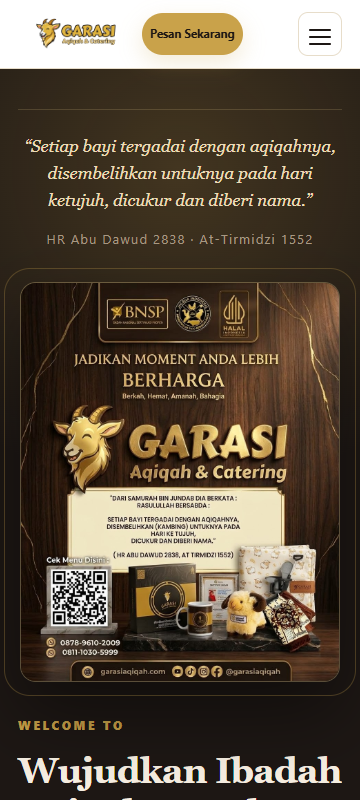 GARASI
Aqiqah & Catering
Pesan Sekarang
“Setiap bayi tergadai dengan aqiqahnya,
disembelihkan untuknya pada hari
ketujuh, dicukur dan diberi nama.”
HR Abu Dawud 2838 · At-Tirmidzi 1552
BNSP
HALAL
INDONESIA
JADIKAN MOMENT ANDA LEBIH
BERHARGA
Berkah, Hemat, Amanah, Bahagia
GARASI
Aqiqah & Catering
"DARI SAMURAH BIN JUNDAB DIA BERKATA :
RASULULLAH BERSABDA :
SETIAP BAYI TERGADAI DENGAN AQIQAHNYA,
DISEMBELIHKAN (KAMBING) UNTUKNYA PADA
HARI KE TUJUH,
DICUKUR DAN DIBERI NAMA."
( HR ABU DAWUD 2838, AT TIRMIDZI 1552)
Cek Menu Disini :
0878-9610-2009
0811-1030-5999
garasiaqiqah.com
@garasiaqiqah
WELCOME TO
Wujudkan Ibadah